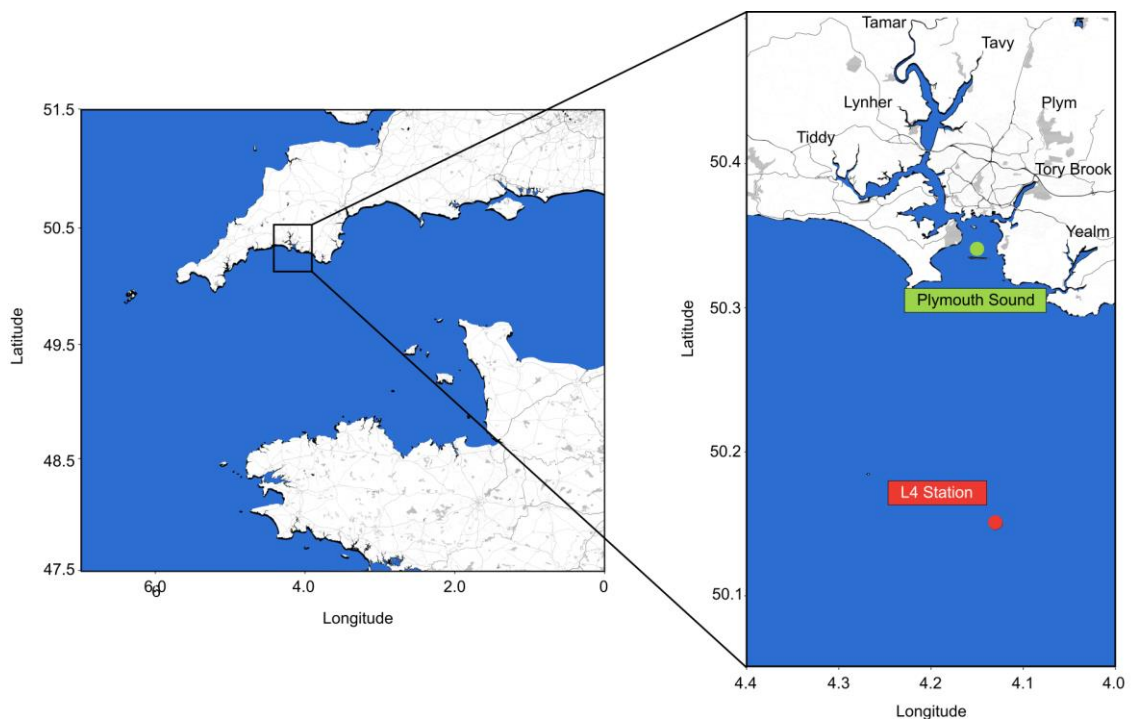 51.5
50.5
49.5
48.5
47.5
Latitude
6.0
6
4.0
2.0
0
Longitude
Tamar
Tavy
Lynher
Plym
Tiddy
Tory Brook
Yealm
Plymouth Sound
L4 Station
50.4
50.3
50.2
50.1
Latitude
4.4
4.3
4.2
4.1
4.0
Longitude